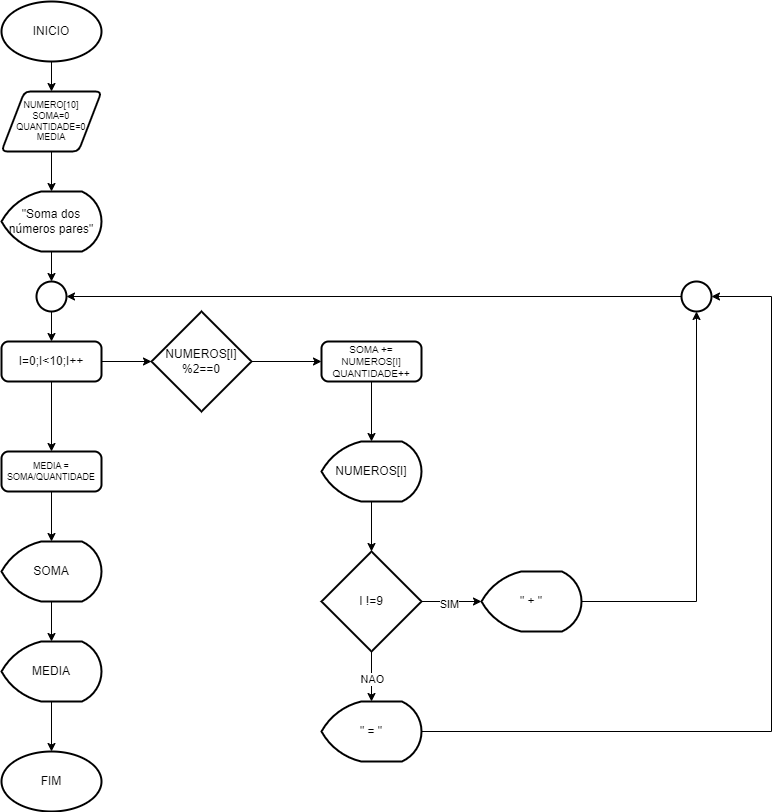 INICIO
NUMERO[10]
SOMA=0
QUANTIDADE=0
MEDIA
"Soma dos
números pares"
I=0;I<10;I++
NUMEROS[I]
%2==0
SOMA +=
NUMEROS[I]
QUANTIDADE++
MEDIA =
SOMA/QUANTIDADE
NUMEROS[I]
SOMA
I !=9
SIM
" + "
MEDIA
NAO
" = "
FIM